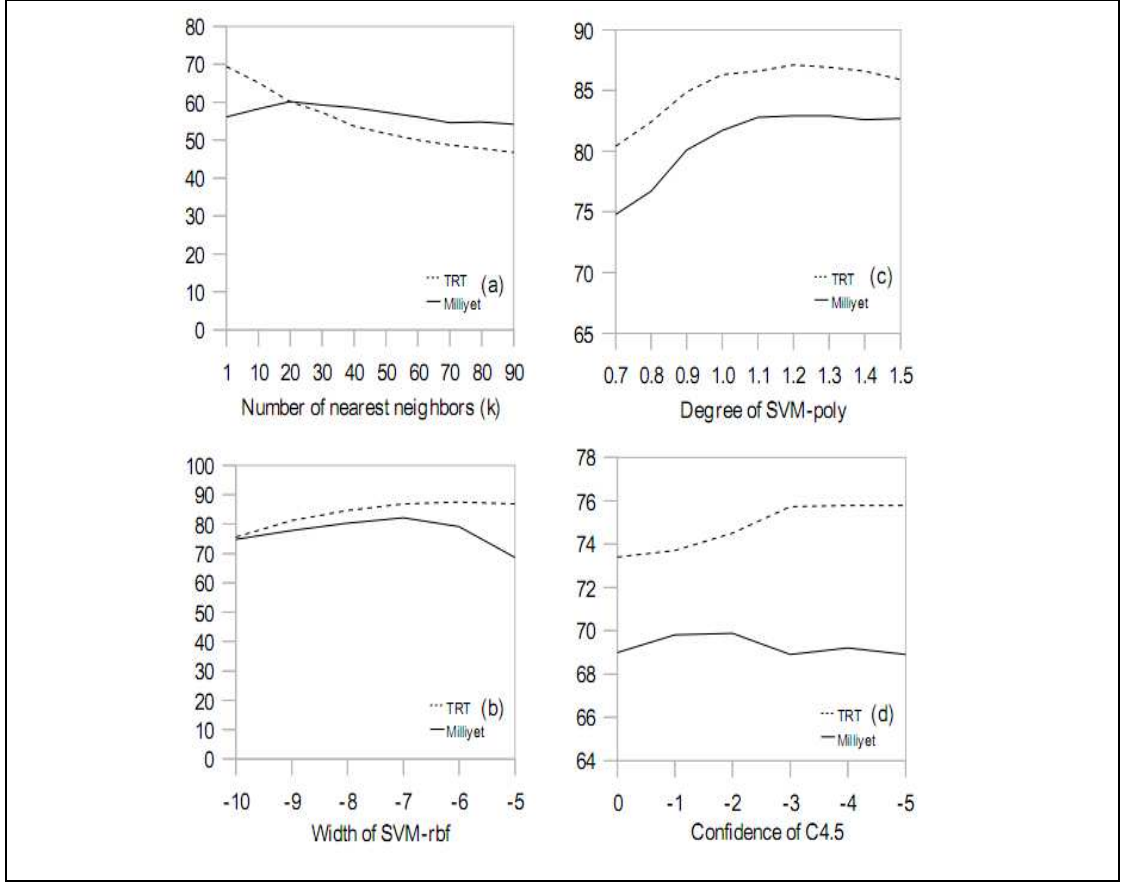 80
70
60
50
40
30
20
10
0
TRT (a)
Milliyet
1 10 20 30 40 50 60 70 80 90
Number of nearest neighbors (k)
90
85
80
75
70
65
TRT (c)
Milliyet
0.7 0.8 0.9 1.0 1.1 1.2 1.3 1.4 1.5
Degree of SVM-poly
100
90
80
70
60
50
40
30
20
10
0
TRT (b)
Milliyet
-10 -9 -8 -7 -6 -5
Width of SVM-rbf
78
76
74
72
70
68
66
64
TRT (d)
Milliyet
0 -1 -2 -3 -4 -5
Confidence of C4.5